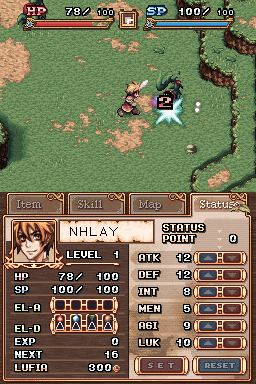 HP 78/ 100 SP 100/ 100
2
Item Skill Map Status
NHLAY
LEVEL 1
STATUS
POINT 0
HP 78/ 100
SP 100/ 100
EL-A
EL-D
EXP 0
NEXT 16
LUFIA 300
ATK 12
DEF 12
INT 8
MEN 5
AGI 9
LUK 10
SET RESET